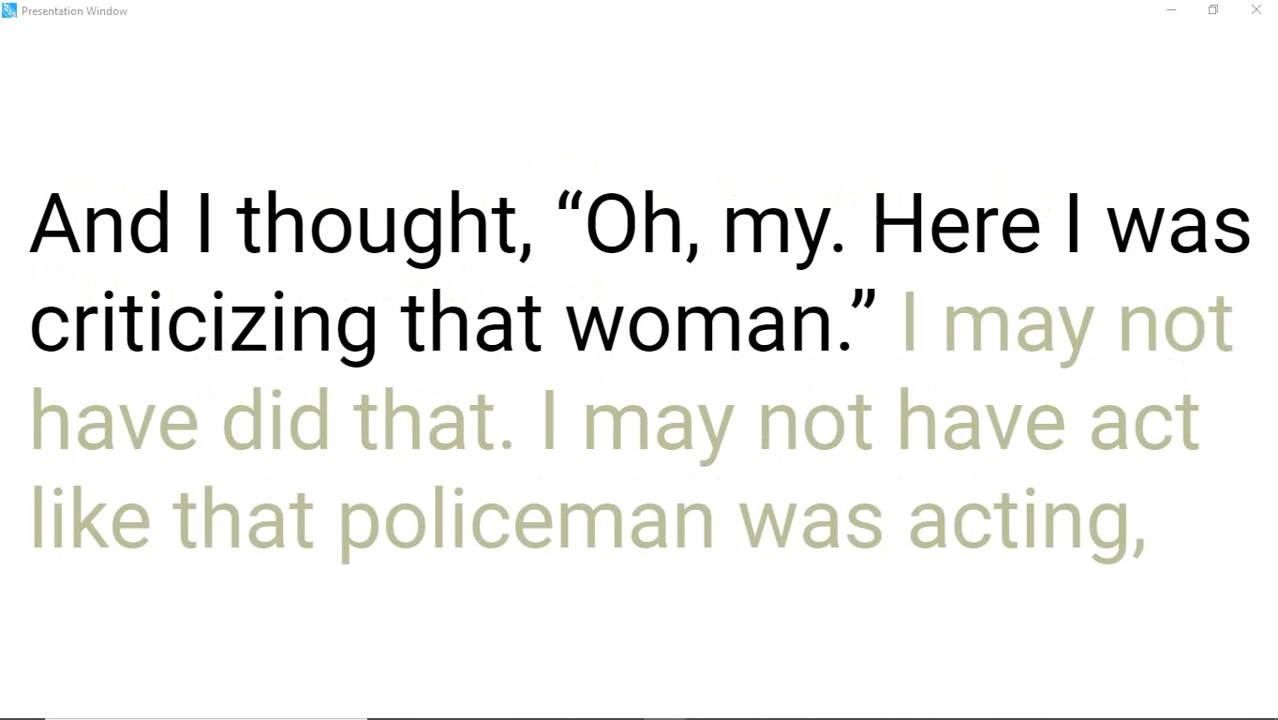 Presentation Window
And I thought, “Oh, my. Here I was
criticizing that woman.” I may not
have did that. I may not have act
like that policeman was acting,